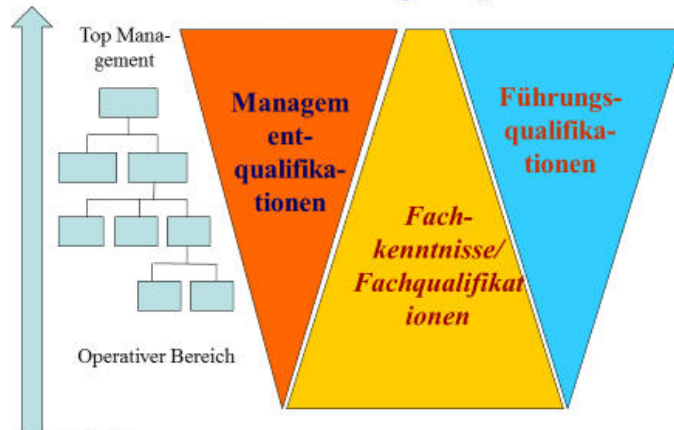 Top Mana-
gement
Managem
ent-
qualifika-
tionen
Führungs-
qualifika-
tionen
Fach-
kenntnisse/
Fachqualifikat
ionen
Operativer Bereich